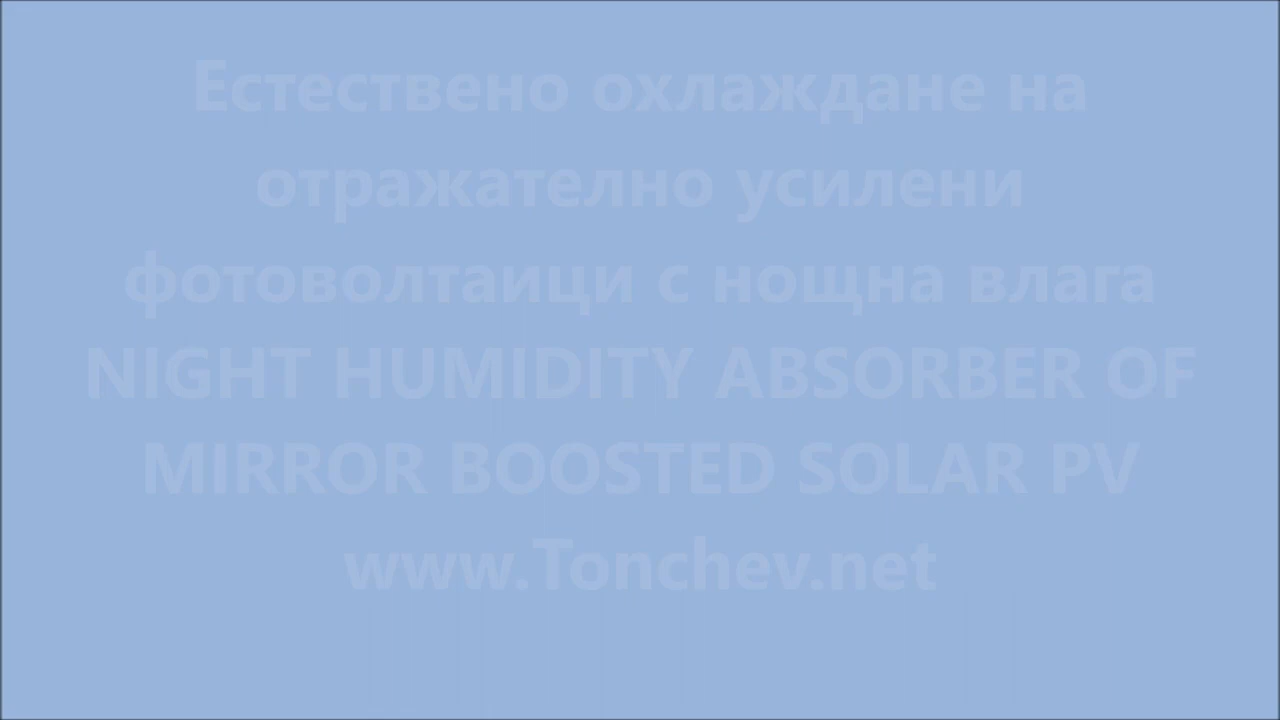 Естествено охлаждане на
отражателно усилени
фотоволтаици с нощна влага
NIGHT HUMIDITY ABSORBER OF
MIRROR BOOSTED SOLAR PV
www.Tonchev.net